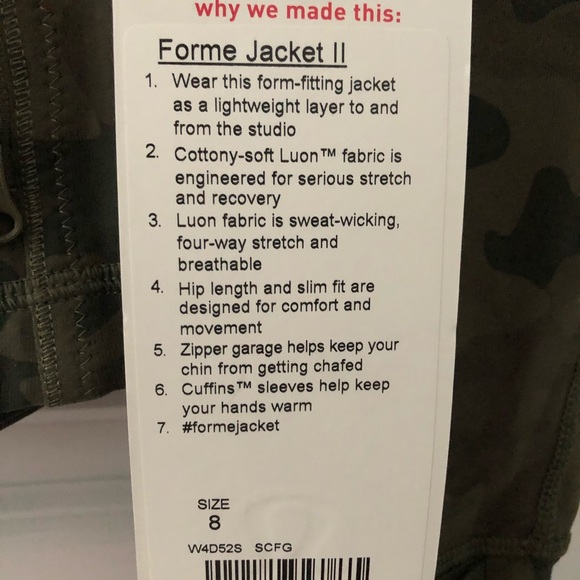 why we made this:
Forme Jacket II
1. Wear this form-fitting jacket
as a lightweight layer to and
from the studio
2. Cottony-soft Luon™ fabric is
engineered for serious stretch
and recovery
3. Luon fabric is sweat-wicking,
four-way stretch and
breathable
4. Hip length and slim fit are
designed for comfort and
movement
5. Zipper garage helps keep your
chin from getting chafed
6. Cuffins™ sleeves help keep
your hands warm
7. #formejacket
SIZE
8
W4D52S SCFG